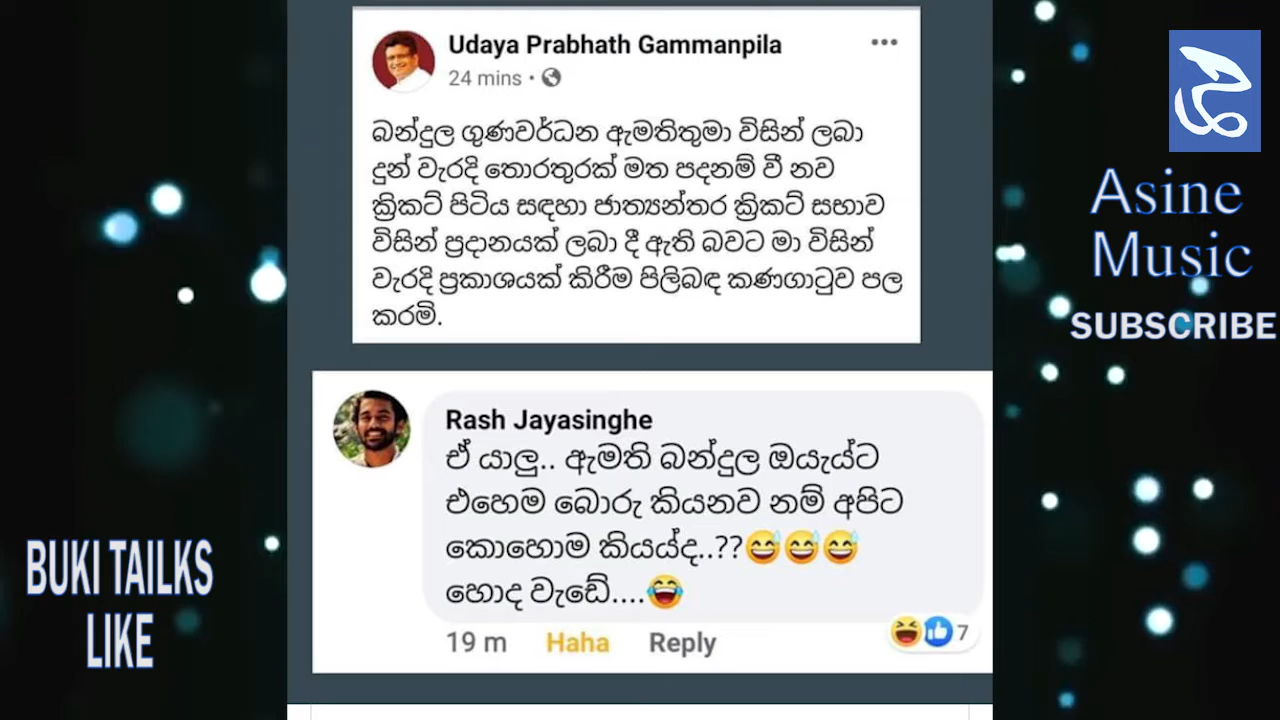 Udaya Prabhath Gammanpila
24 mins •
බන්දුල ගුණවර්ධන ඇමතිතුමා විසින් ලබා
දුන් වැරදි තොරතුරක් මත පදනම් වී නව
ක්‍රිකට් පිටිය සඳහා ජාත්‍යන්තර ක්‍රිකට් සභාව
විසින් ප්‍රදානයක් ලබා දී ඇති බවට මා විසින්
වැරදි ප්‍රකාශයක් කිරීම පිලිබඳ කණගාටුව පල
කරමි.
Rash Jayasinghe
ඒ යාලු.. ඇමති බන්දුල ඔයැය්ට
එහෙම බොරු කියනව නම් අපිට
කොහොම කියය්ද..??😅😅😅
හොද වැඩේ....😂
19 m Haha Reply
7
Asine
Music
SUBSCRIBE
BUKI TAILKS
LIKE